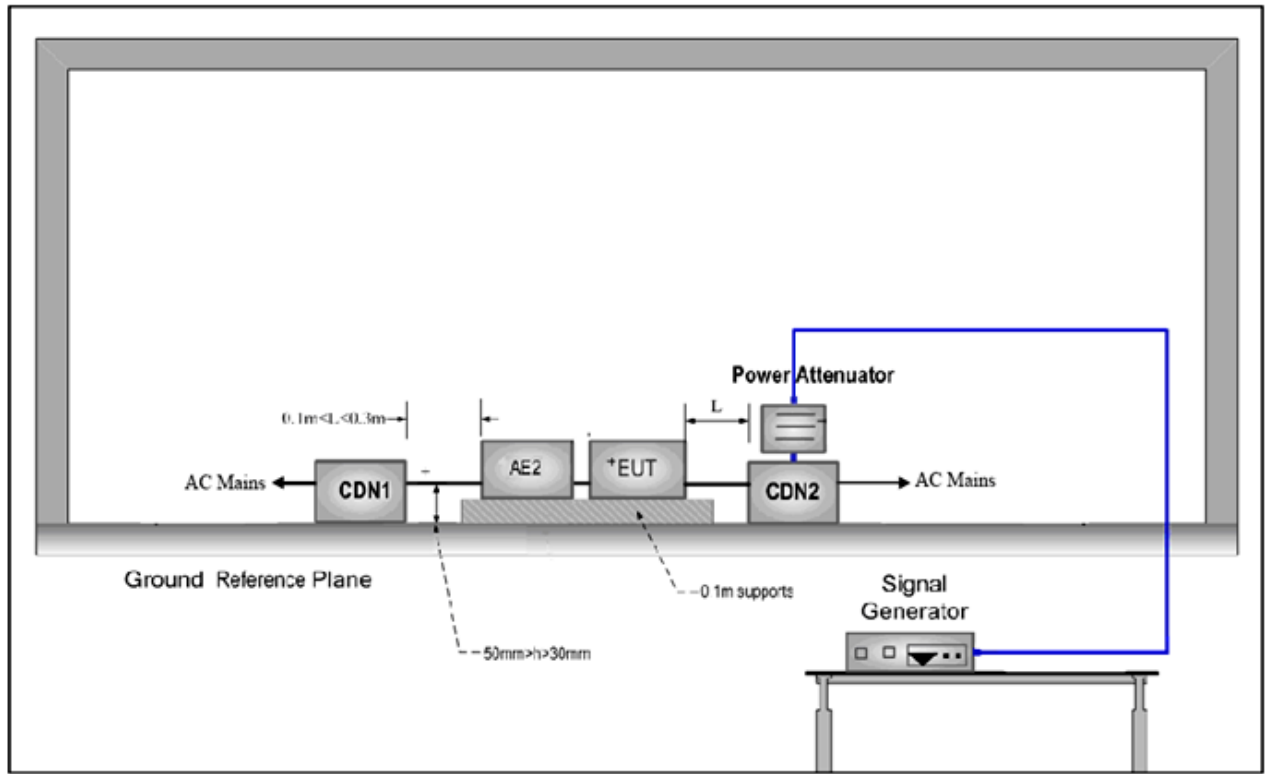 Power Attenuator
0.1m<L<0.3m
L
AC Mains
CDN1
AE2
+EUT
CDN2
AC Mains
Ground Reference Plane
0 1m supports
Signal
Generator
50mm>h>30mm